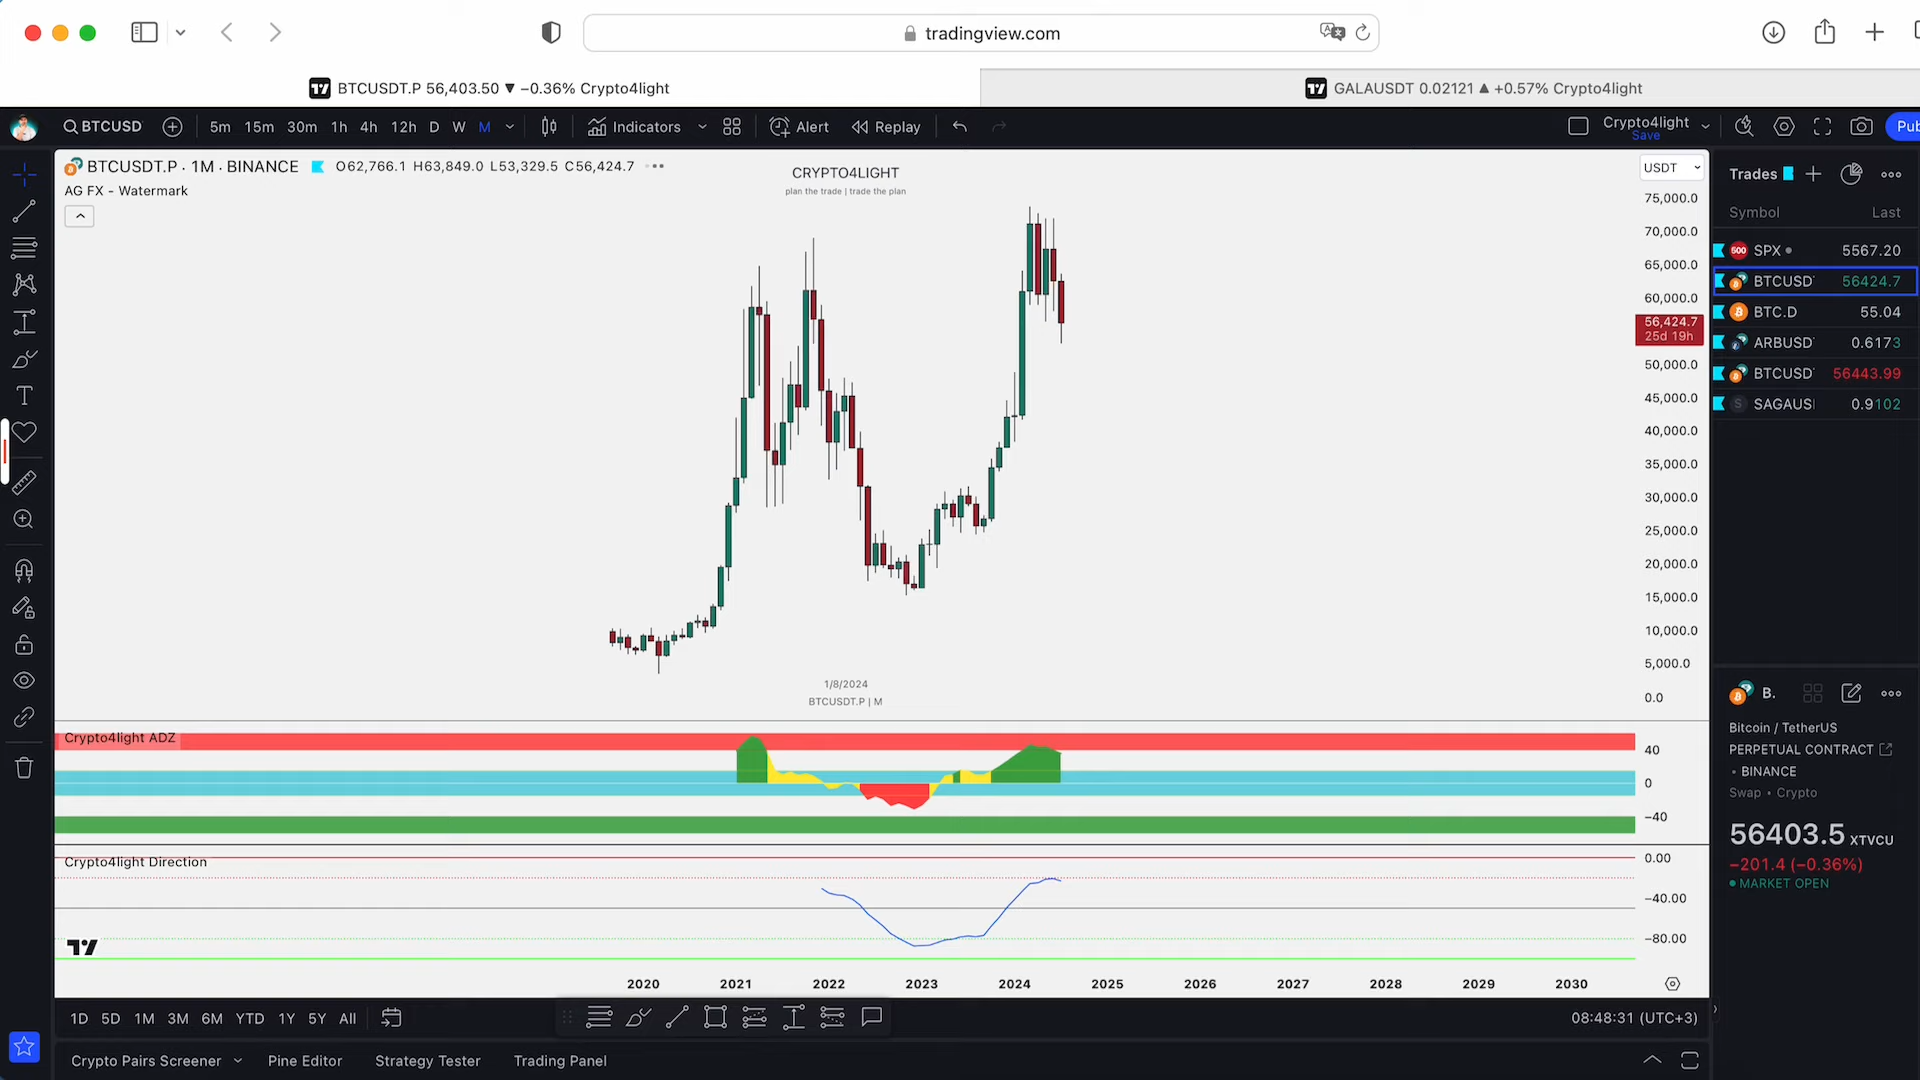 tradingview.com
BTCUSDT.P 56,403.50 ▼ −0.36% Crypto4light
GALAUSDT 0.02121 ▲ +0.57% Crypto4light
BTCUSD 5m 15m 30m 1h 4h 12h D W M Indicators Alert Replay Crypto4light
Save
Pub
BTCUSDT.P · 1M · BINANCE O62,766.1 H63,849.0 L53,329.5 C56,424.7
AG FX - Watermark
CRYPTO4LIGHT
plan the trade | trade the plan
USDT
75,000.0
70,000.0
65,000.0
60,000.0
56,424.7
25d 19h
50,000.0
45,000.0
40,000.0
35,000.0
30,000.0
25,000.0
20,000.0
15,000.0
10,000.0
5,000.0
0.0
1/8/2024
BTCUSDT.P | M
Crypto4light ADZ
40
0
−40
Crypto4light Direction
0.00
−40.00
−80.00
2020 2021 2022 2023 2024 2025 2026 2027 2028 2029 2030
1D 5D 1M 3M 6M YTD 1Y 5Y All
08:48:31 (UTC+3)
Crypto Pairs Screener Pine Editor Strategy Tester Trading Panel
Trades
Symbol Last
500 SPX 5567.20
BTCUSD 56424.7
BTC.D 55.04
ARBUSD 0.6173
BTCUSD 56443.99
S SAGAUS 0.9102
B.
Bitcoin / TetherUS
PERPETUAL CONTRACT
• BINANCE
Swap • Crypto
56403.5 XTVCU
−201.4 (−0.36%)
MARKET OPEN